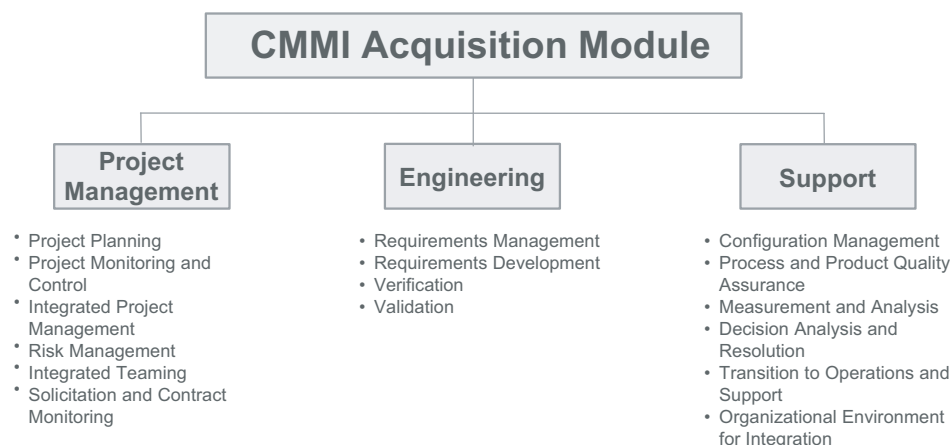 CMMI Acquisition Module
Project
Management
• Project Planning
• Project Monitoring and
Control
• Integrated Project
Management
• Risk Management
• Integrated Teaming
• Solicitation and Contract
Monitoring
Engineering
• Requirements Management
• Requirements Development
• Verification
• Validation
Support
• Configuration Management
• Process and Product Quality
Assurance
• Measurement and Analysis
• Decision Analysis and
Resolution
• Transition to Operations and
Support
• Organizational Environment
for Integration